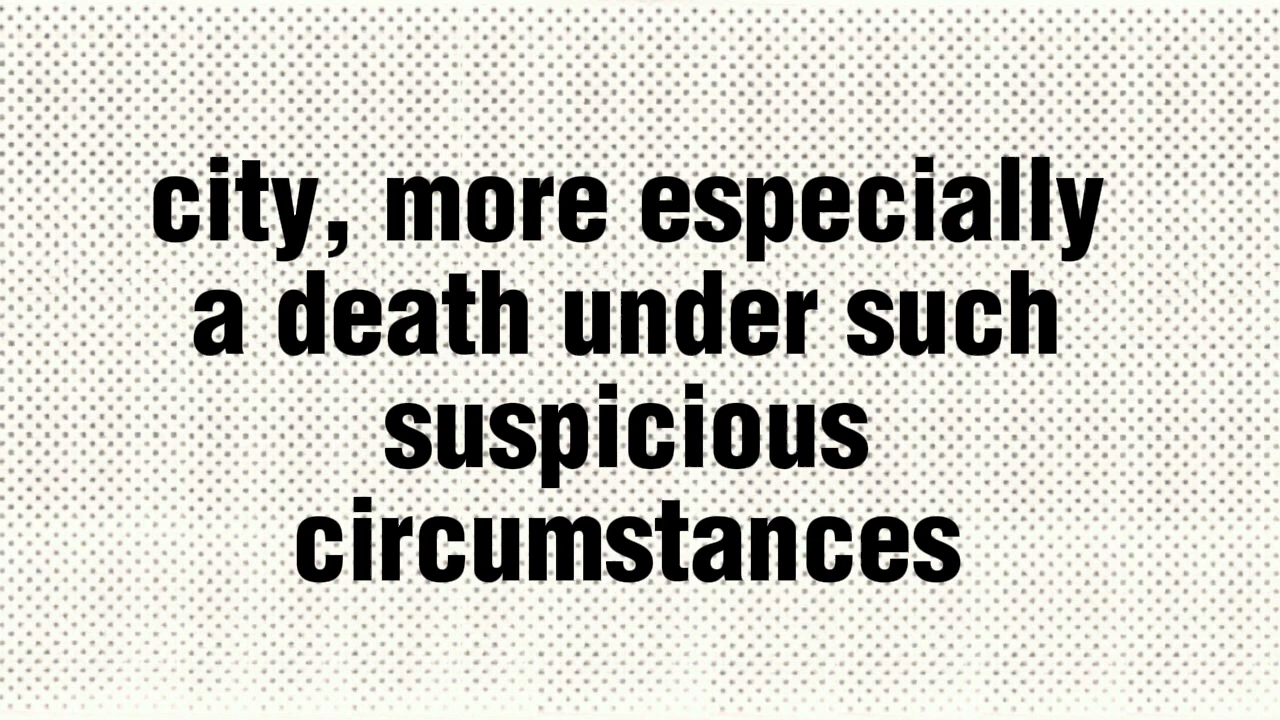 city, more especially
a death under such
suspicious
circumstances